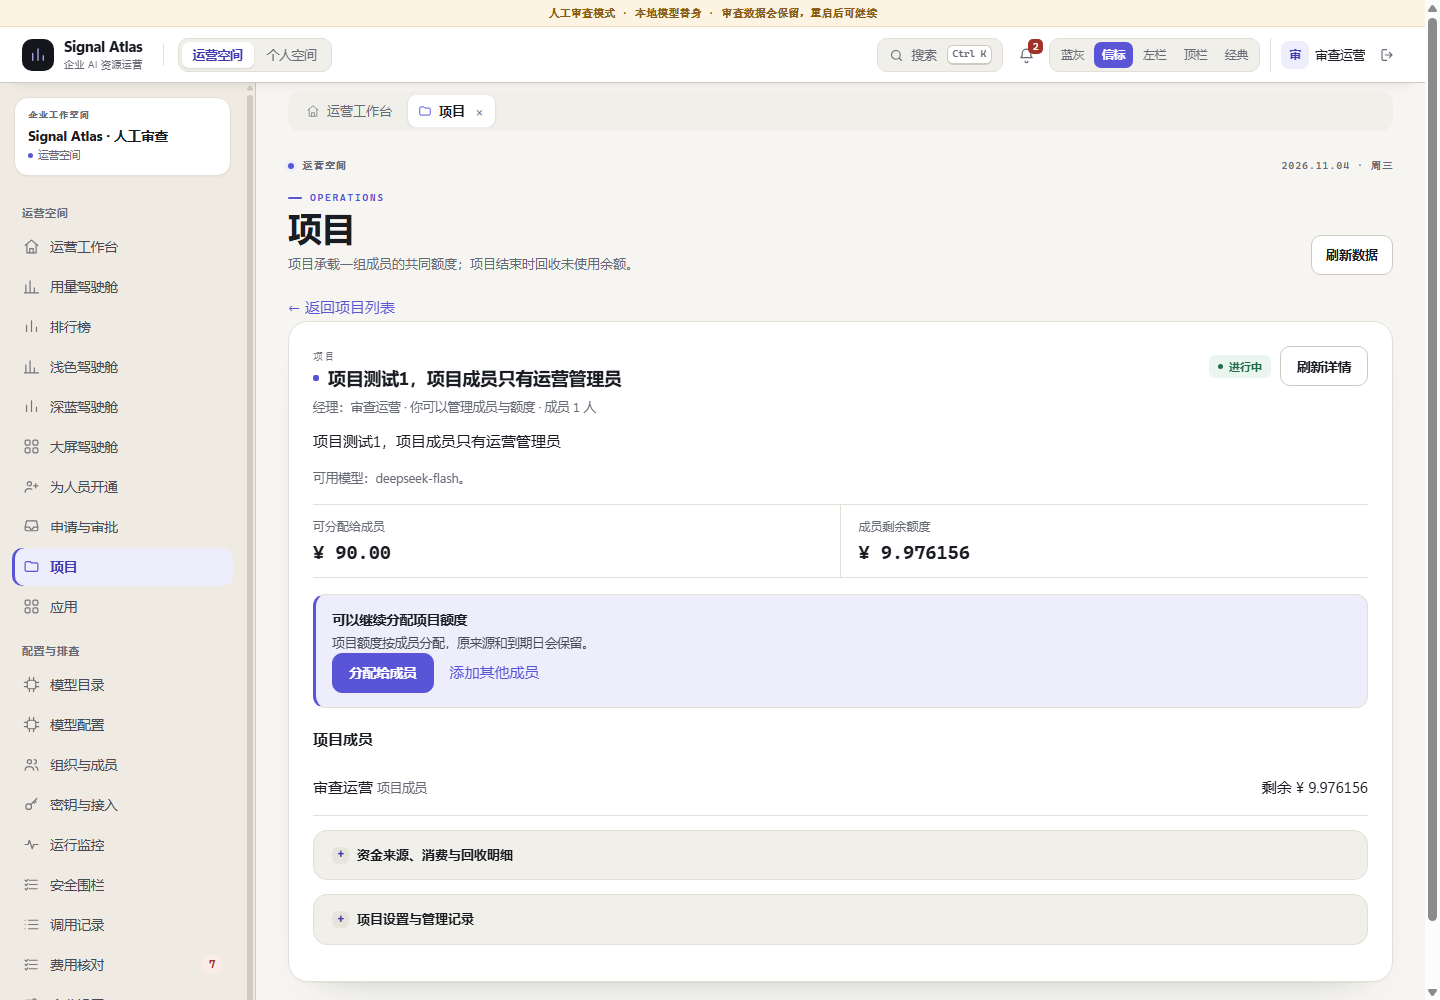 人工审查模式 · 本地模型替身 · 审查数据会保留，重启后可继续
Signal Atlas
企业 AI 资源运营
运营空间
个人空间
搜索
Ctrl K
2
蓝灰
信标
左栏
顶栏
经典
审
审查运营
企业工作空间
Signal Atlas · 人工审查
运营空间
运营空间
运营工作台
用量驾驶舱
排行榜
浅色驾驶舱
深蓝驾驶舱
大屏驾驶舱
为人员开通
申请与审批
项目
应用
配置与排查
模型目录
模型配置
组织与成员
密钥与接入
运行监控
安全围栏
调用记录
费用核对
7
运营工作台
项目 ×
运营空间
2026.11.04 · 周三
OPERATIONS
项目
项目承载一组成员的共同额度；项目结束时回收未使用余额。
刷新数据
← 返回项目列表
项目
项目测试1，项目成员只有运营管理员
进行中
刷新详情
经理：审查运营 · 你可以管理成员与额度 · 成员 1 人
项目测试1，项目成员只有运营管理员
可用模型：deepseek-flash。
可分配给成员
¥ 90.00
成员剩余额度
¥ 9.976156
可以继续分配项目额度
项目额度按成员分配，原来源和到期日会保留。
分配给成员
添加其他成员
项目成员
审查运营 项目成员
剩余 ¥ 9.976156
+ 资金来源、消费与回收明细
+ 项目设置与管理记录